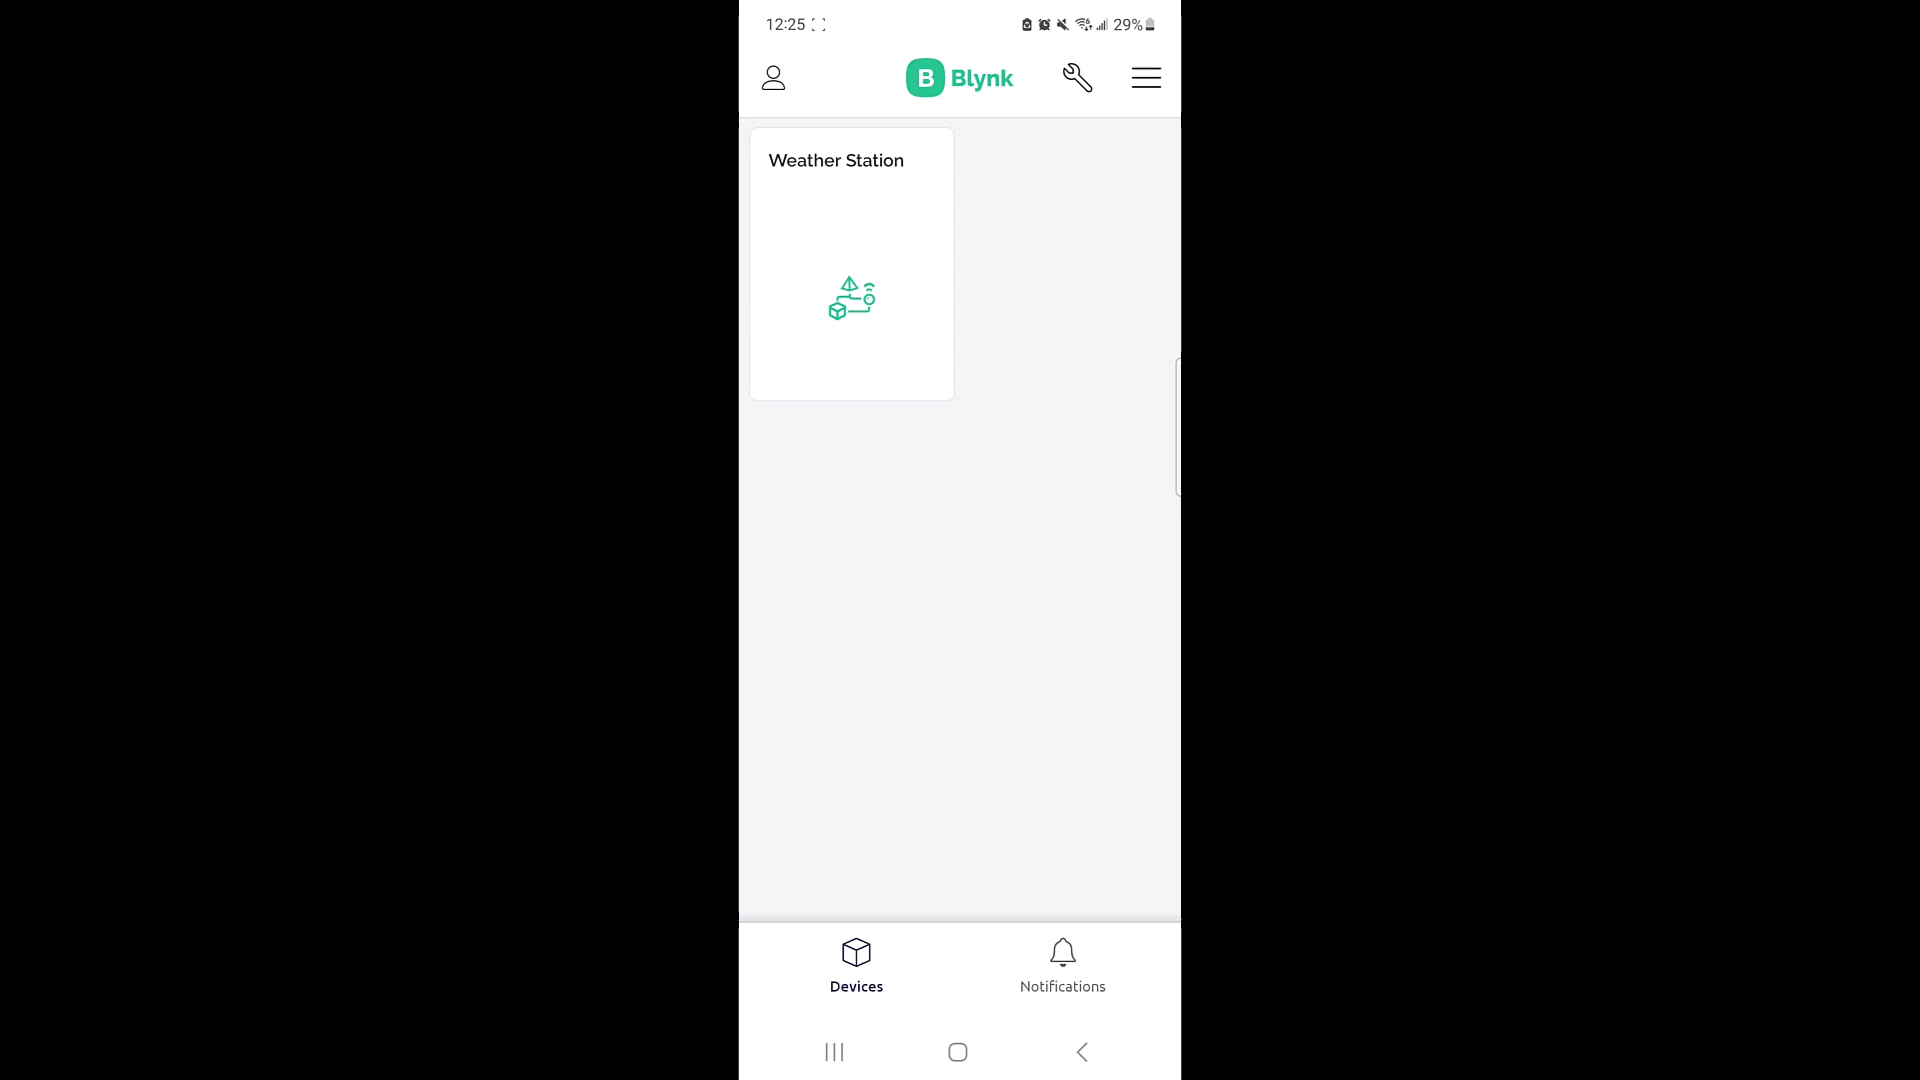 12:25
29%
B Blynk
Weather Station
Devices
Notifications